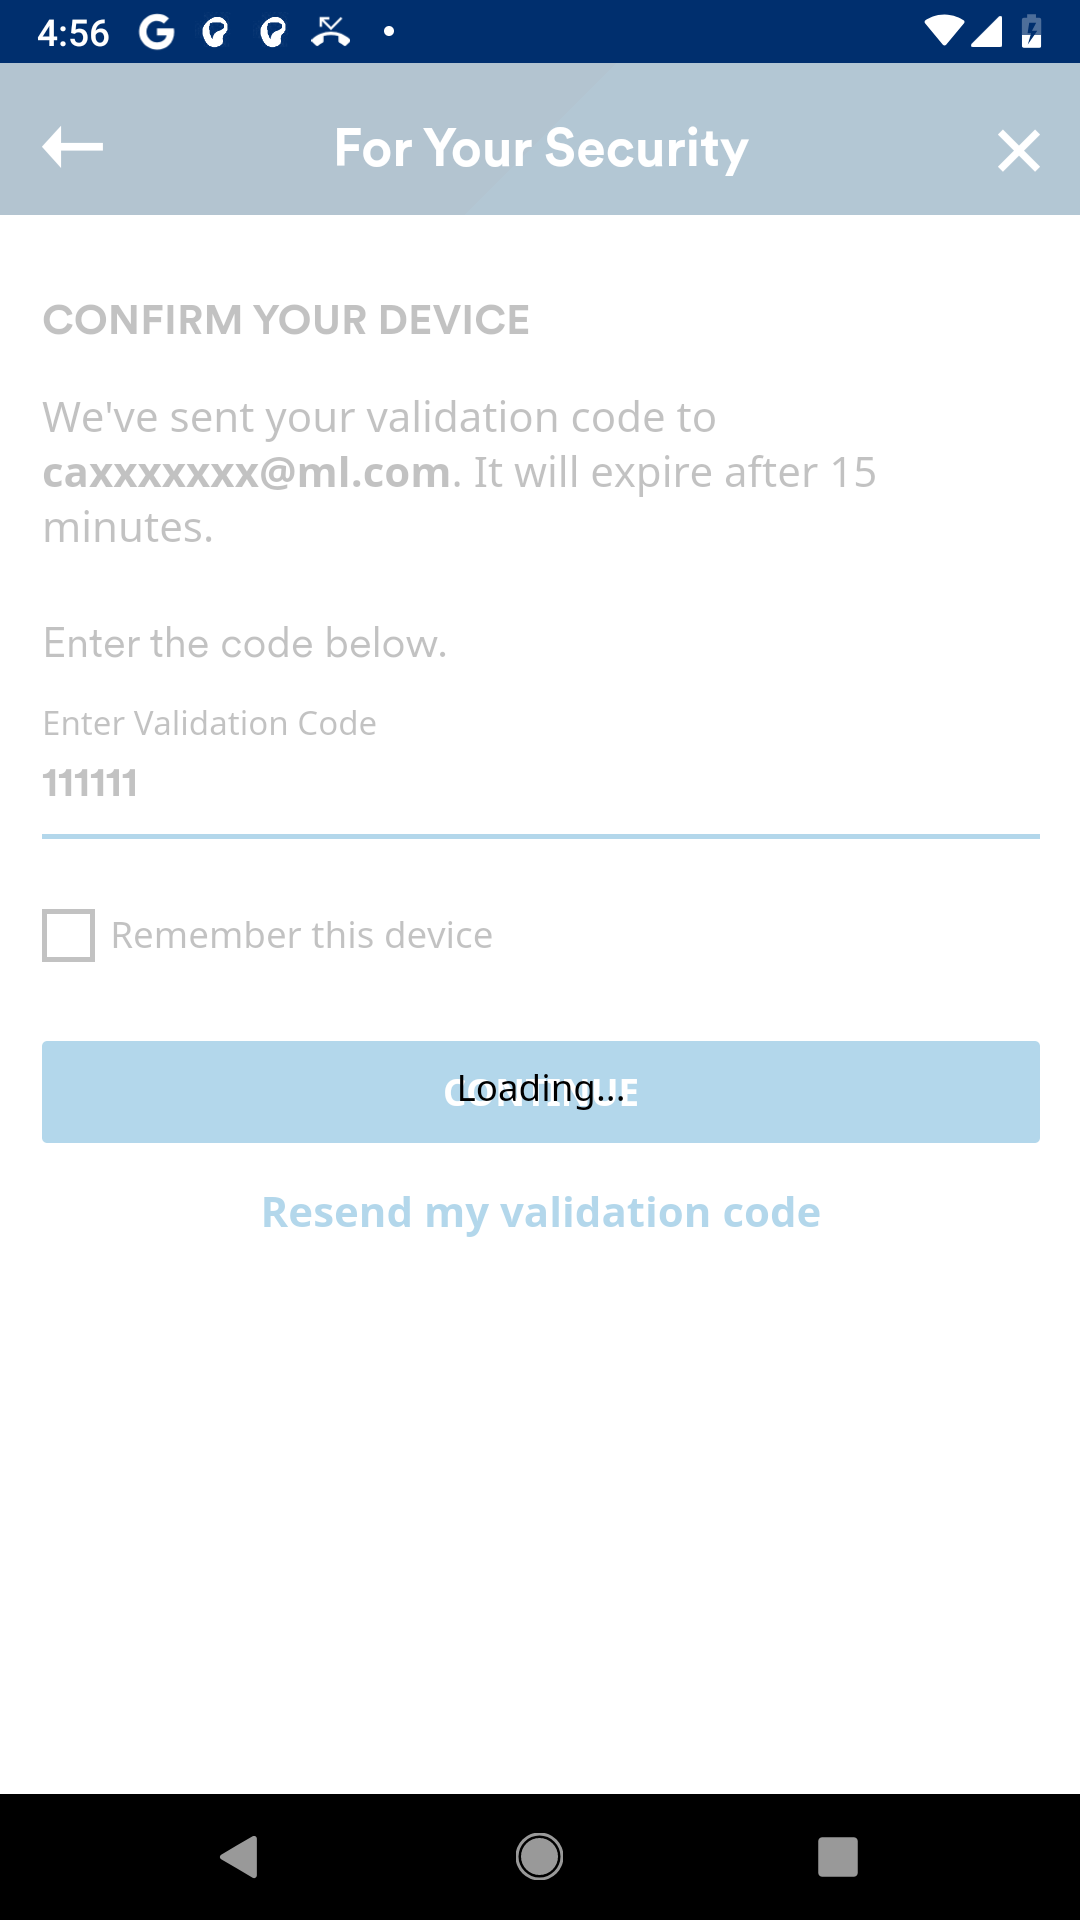 4:56
For Your Security
CONFIRM YOUR DEVICE
We've sent your validation code to
caxxxxxxx@ml.com. It will expire after 15
minutes.
Enter the code below.
Enter Validation Code
111111
Remember this device
CONTINUE
Loading...
Resend my validation code